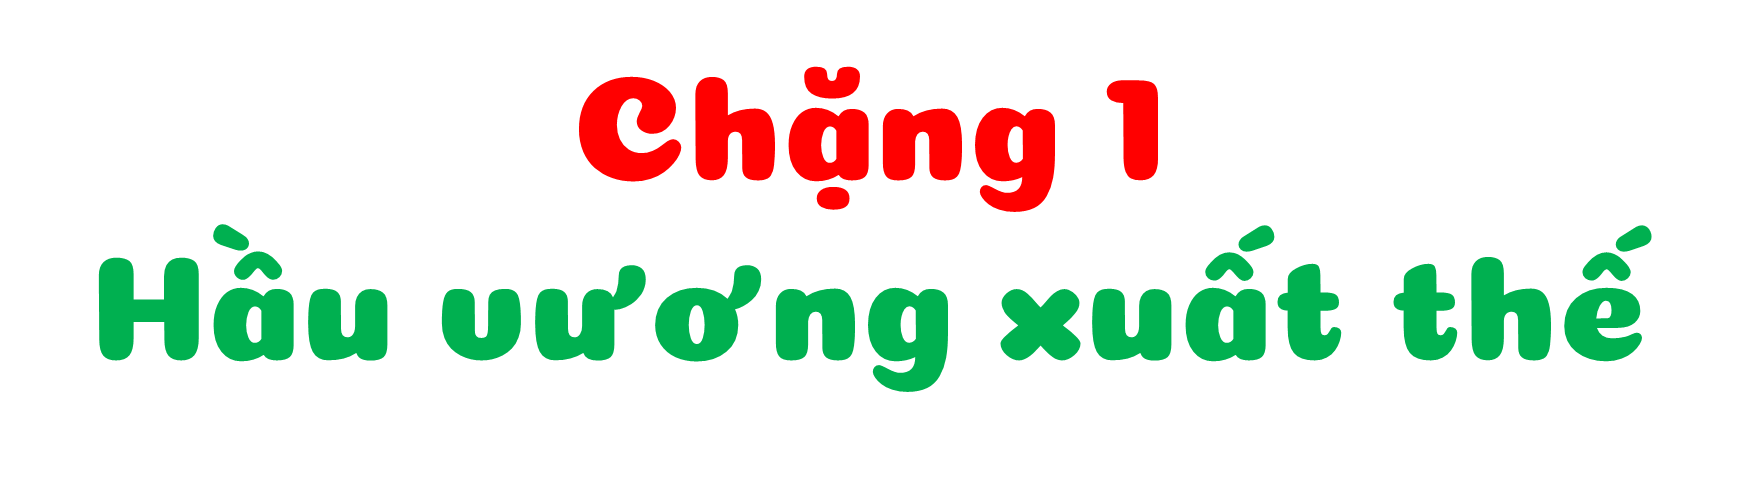 Chặng 1
Hầu vương xuất thế